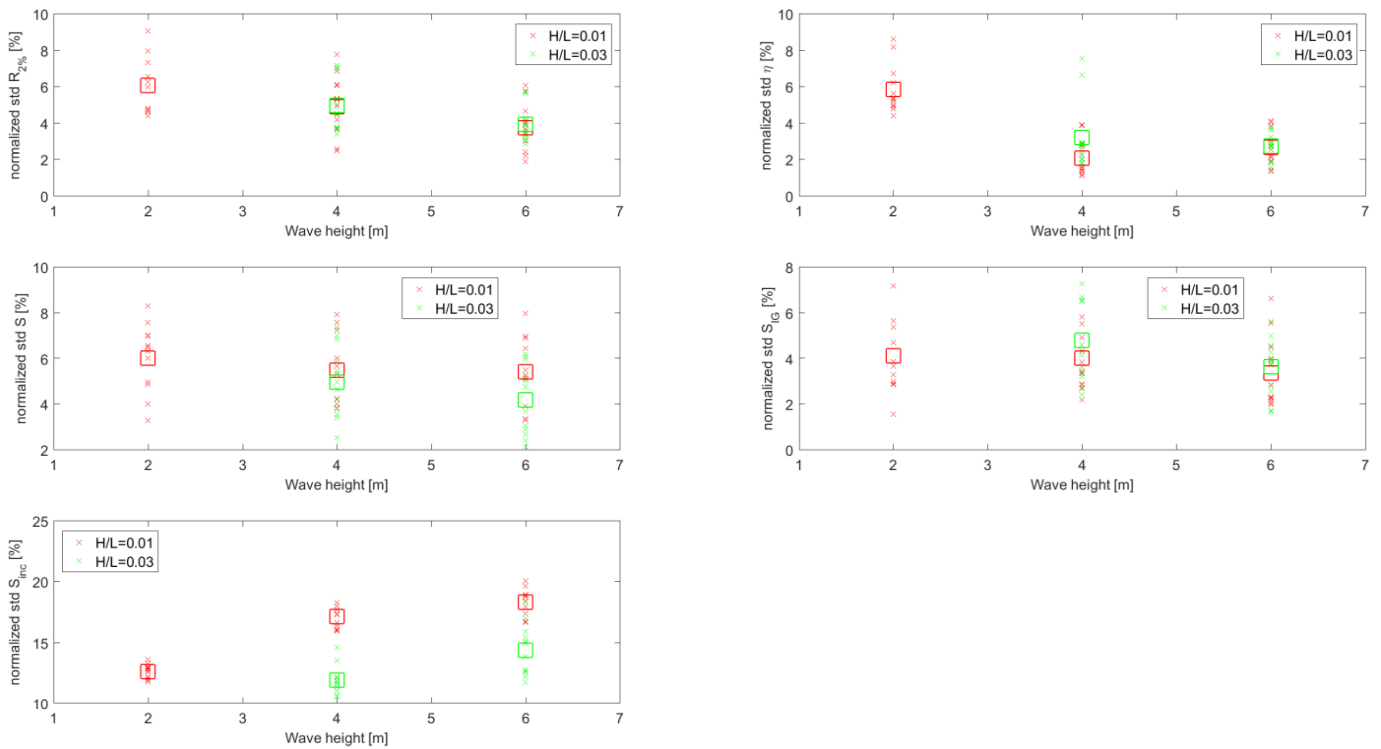 normalized std R2% [%]
10
8
6
4
2
0
H/L=0.01
H/L=0.03
1 2 3 4 5 6 7
Wave height [m]
normalized std η [%]
10
8
6
4
2
0
H/L=0.01
H/L=0.03
1 2 3 4 5 6 7
Wave height [m]
normalized std S [%]
10
8
6
4
2
H/L=0.01
H/L=0.03
1 2 3 4 5 6 7
Wave height [m]
normalized std SIG [%]
8
6
4
2
0
H/L=0.01
H/L=0.03
1 2 3 4 5 6 7
Wave height [m]
normalized std Sinc [%]
25
20
15
10
H/L=0.01
H/L=0.03
1 2 3 4 5 6 7
Wave height [m]